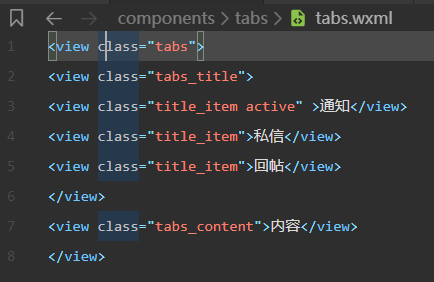 components > tabs > tabs.wxml
1 <view class="tabs">
2 <view class="tabs_title">
3 <view class="title_item active" >通知</view>
4 <view class="title_item">私信</view>
5 <view class="title_item">回帖</view>
6 </view>
7 <view class="tabs_content">内容</view>
8 </view>